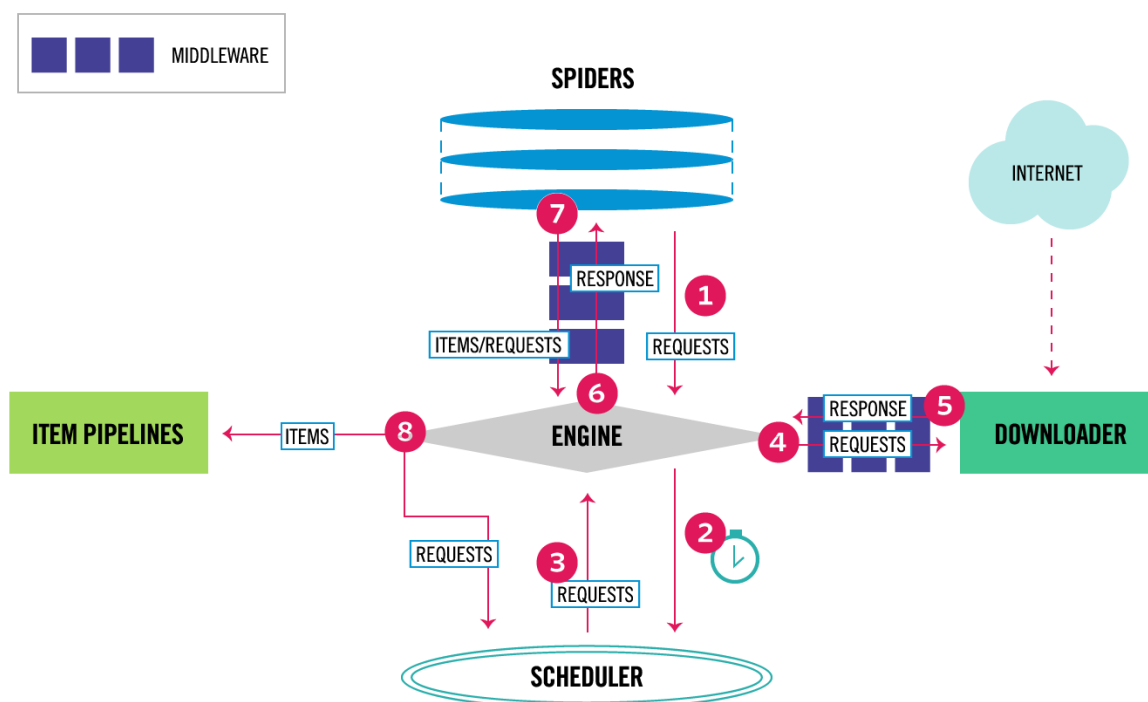 MIDDLEWARE
SPIDERS
INTERNET
7
RESPONSE
1
ITEMS/REQUESTS
REQUESTS
6
ITEM PIPELINES
ITEMS
8
ENGINE
4
RESPONSE
REQUESTS
5
DOWNLOADER
2
REQUESTS
3
REQUESTS
SCHEDULER